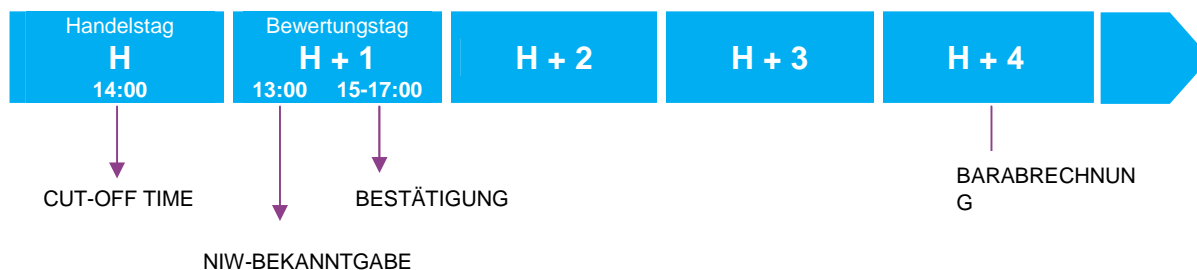 Handelstag
H
14:00
Bewertungstag
H + 1
13:00 15-17:00
H + 2
H + 3
H + 4
CUT-OFF TIME
BESTÄTIGUNG
BARABRECHNUN
G
NIW-BEKANNTGABE